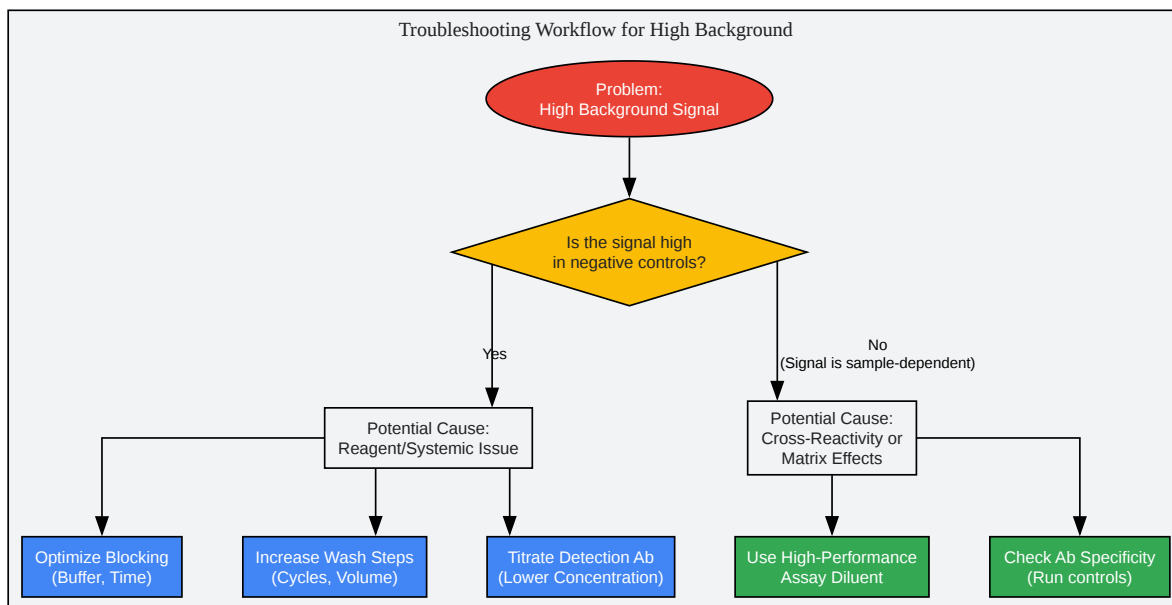 Troubleshooting Workflow for High Background
Problem:
High Background Signal
Is the signal high
in negative controls?
Yes
No
(Signal is sample-dependent)
Potential Cause:
Reagent/Systemic Issue
Potential Cause:
Cross-Reactivity or
Matrix Effects
Optimize Blocking
(Buffer, Time)
Increase Wash Steps
(Cycles, Volume)
Titrate Detection Ab
(Lower Concentration)
Use High-Performance
Assay Diluent
Check Ab Specificity
(Run controls)